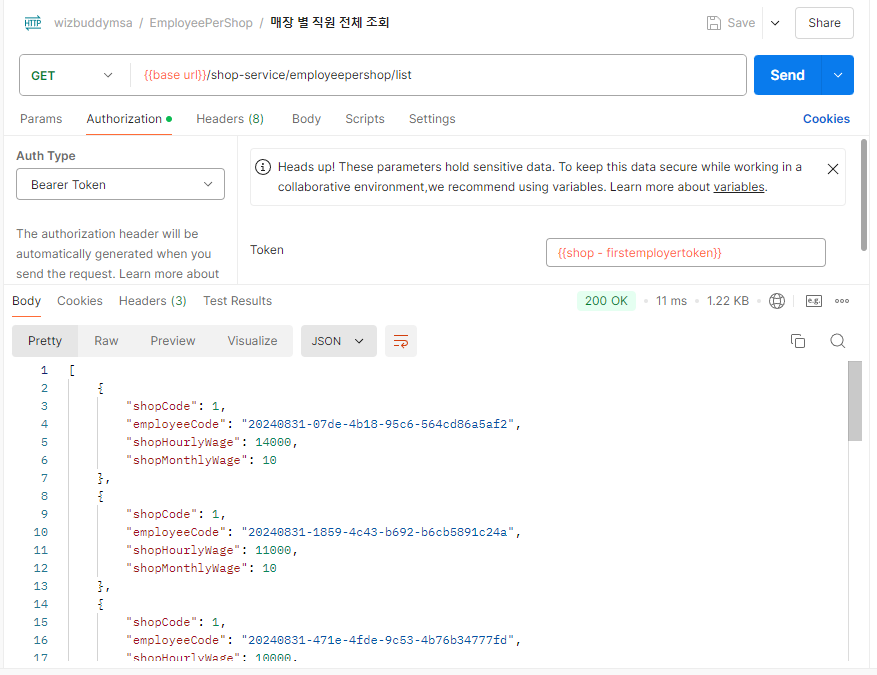 HTTP wizbuddymsa / EmployeePerShop / 매장 별 직원 전체 조회 Save Share
GET {{base url}}/shop-service/employeepershop/list Send
Params Authorization Headers (8) Body Scripts Settings Cookies
Auth Type
Bearer Token
The authorization header will be
automatically generated when you
send the request. Learn more about
Heads up! These parameters hold sensitive data. To keep this data secure while working in a
collaborative environment,we recommend using variables. Learn more about variables.
Token {{shop - firstemployertoken}}
Body Cookies Headers (3) Test Results 200 OK 11 ms 1.22 KB e.g.
Pretty Raw Preview Visualize JSON
1 [
2 {
3 "shopCode": 1,
4 "employeeCode": "20240831-07de-4b18-95c6-564cd86a5af2",
5 "shopHourlyWage": 14000,
6 "shopMonthlyWage": 10
7 },
8 {
9 "shopCode": 1,
10 "employeeCode": "20240831-1859-4c43-b692-b6cb5891c24a",
11 "shopHourlyWage": 11000,
12 "shopMonthlyWage": 10
13 },
14 {
15 "shopCode": 1,
16 "employeeCode": "20240831-471e-4fde-9c53-4b76b34777fd",
17 "shopHourlyWage": 10000,